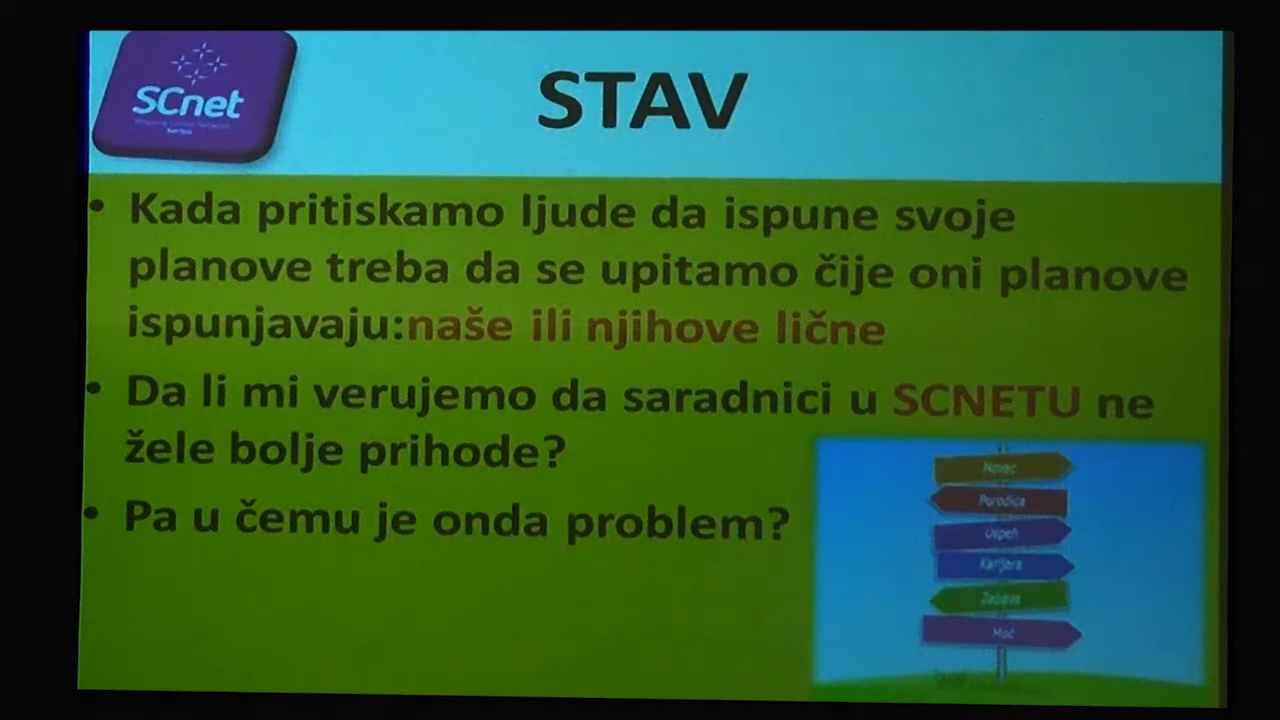 SCnet
Serbia
STAV
• Kada pritiskamo ljude da ispune svoje
planove treba da se upitamo čije oni planove
ispunjavaju:naše ili njihove lične
• Da li mi verujemo da saradnici u SCNETU ne
žele bolje prihode?
• Pa u čemu je onda problem?
Novac
Porodica
Uspeh
Karijera
Zabava
Moć